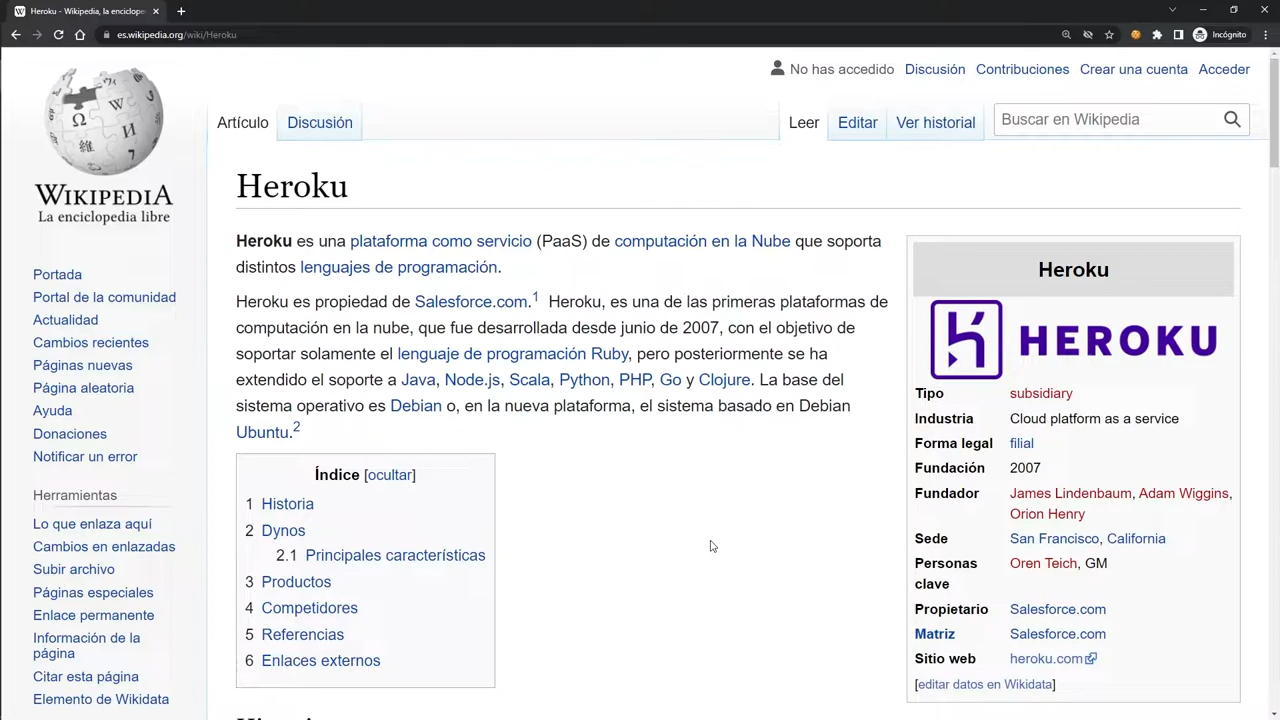 Heroku - Wikipedia, la encicloped
es.wikipedia.org/wiki/Heroku
Incógnito
No has accedido Discusión Contribuciones Crear una cuenta Acceder
Artículo Discusión Leer Editar Ver historial Buscar en Wikipedia
WIKIPEDIA
La enciclopedia libre
Portada
Portal de la comunidad
Actualidad
Cambios recientes
Páginas nuevas
Página aleatoria
Ayuda
Donaciones
Notificar un error
Herramientas
Lo que enlaza aquí
Cambios en enlazadas
Subir archivo
Páginas especiales
Enlace permanente
Información de la
página
Citar esta página
Elemento de Wikidata
Heroku
Heroku es una plataforma como servicio (PaaS) de computación en la Nube que soporta
distintos lenguajes de programación.
Heroku es propiedad de Salesforce.com.1 Heroku, es una de las primeras plataformas de
computación en la nube, que fue desarrollada desde junio de 2007, con el objetivo de
soportar solamente el lenguaje de programación Ruby, pero posteriormente se ha
extendido el soporte a Java, Node.js, Scala, Python, PHP, Go y Clojure. La base del
sistema operativo es Debian o, en la nueva plataforma, el sistema basado en Debian
Ubuntu.2
Índice [ocultar]
1 Historia
2 Dynos
2.1 Principales características
3 Productos
4 Competidores
5 Referencias
6 Enlaces externos
Heroku
HEROKU
Tipo subsidiary
Industria Cloud platform as a service
Forma legal filial
Fundación 2007
Fundador James Lindenbaum, Adam Wiggins,
Orion Henry
Sede San Francisco, California
Personas Oren Teich, GM
clave
Propietario Salesforce.com
Matriz Salesforce.com
Sitio web heroku.com
[editar datos en Wikidata]